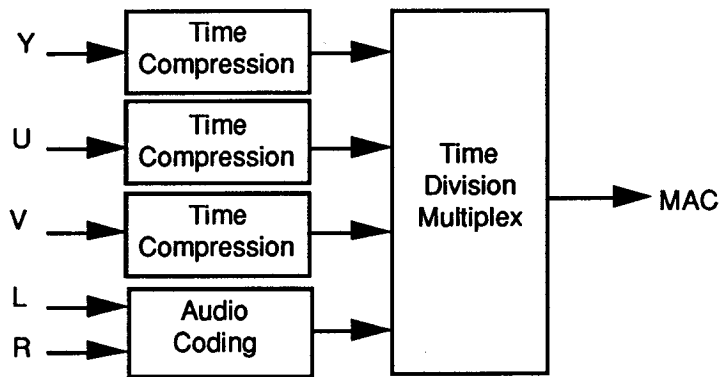 Y
Time
Compression
U
Time
Compression
V
Time
Compression
L
R
Audio
Coding
Time
Division
Multiplex
MAC